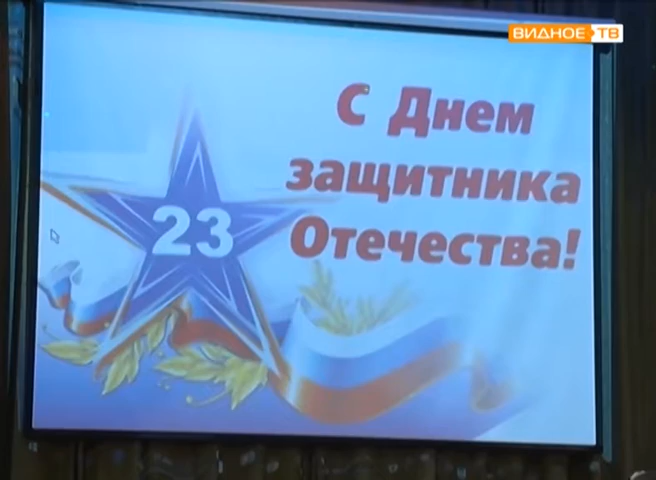 ВИДНОЕ ТВ
С Днем
защитника
Отечества!
23